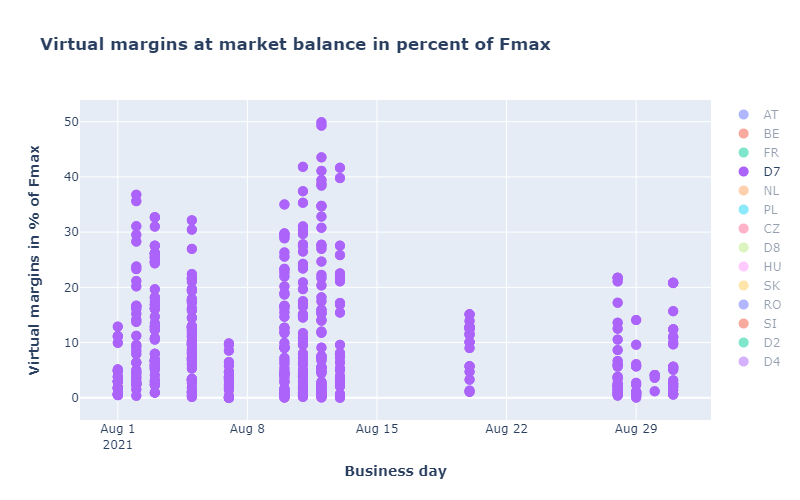 Virtual margins at market balance in percent of Fmax
Virtual margins in % of Fmax
50
40
30
20
10
0
Aug 1
2021
Aug 8
Aug 15
Aug 22
Aug 29
Business day
AT
BE
FR
D7
NL
PL
CZ
D8
HU
SK
RO
SI
D2
D4